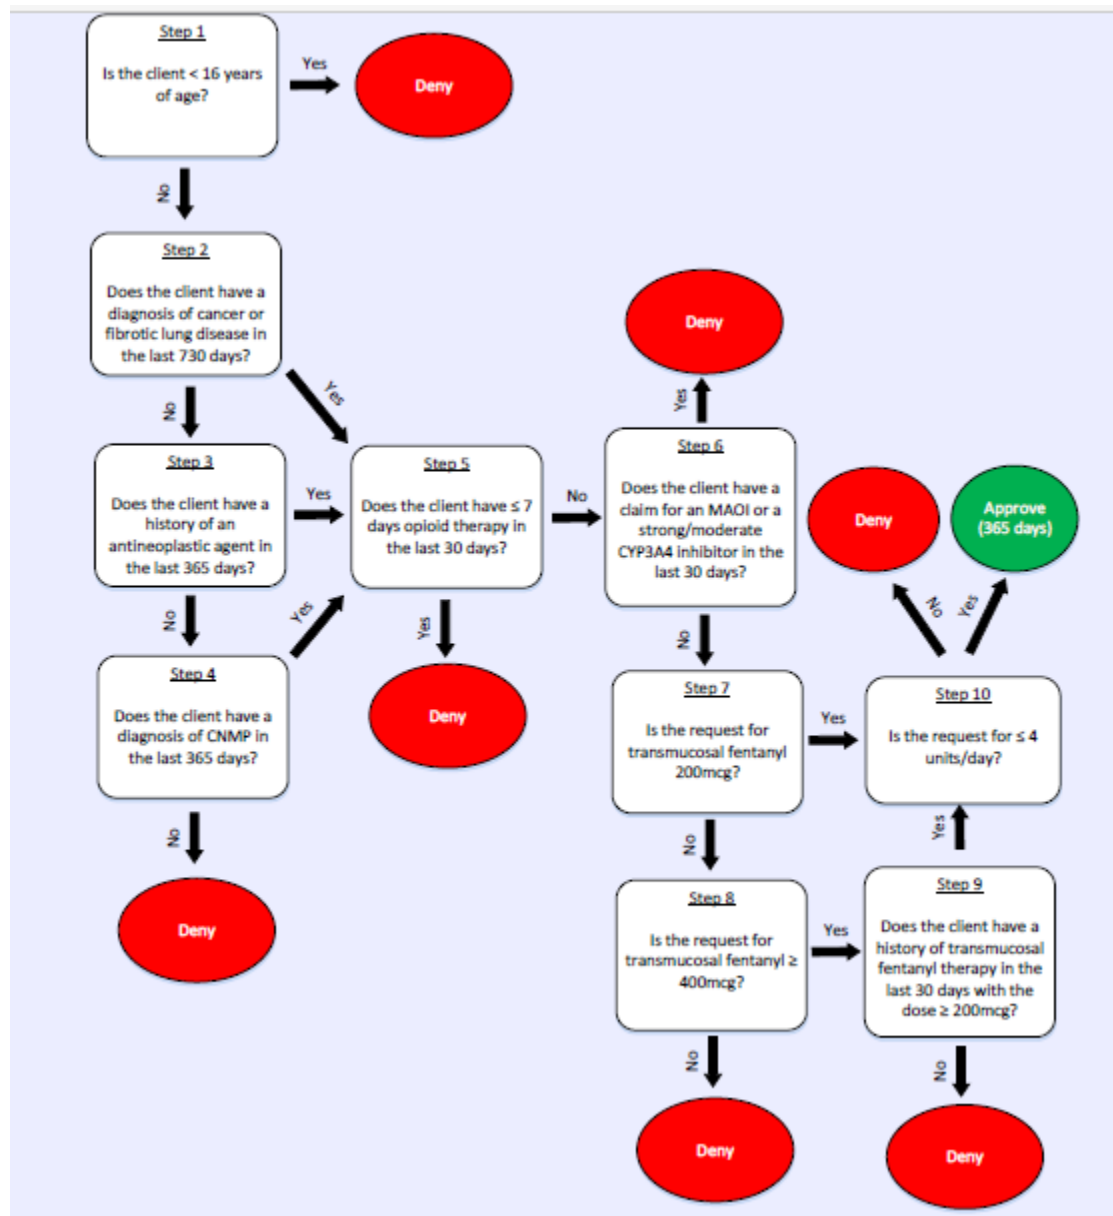 Step 1
Is the client < 16 years
of age?
Yes
Deny
No
Step 2
Does the client have a
diagnosis of cancer or
fibrotic lung disease in
the last 730 days?
Yes
No
Step 3
Does the client have a
history of an
antineoplastic agent in
the last 365 days?
Yes
No
Step 4
Does the client have a
diagnosis of CNMP in
the last 365 days?
Yes
No
Deny
Step 5
Does the client have ≤ 7
days opioid therapy in
the last 30 days?
No
Yes
Deny
Deny
Yes
Step 6
Does the client have a
claim for an MAOI or a
strong/moderate
CYP3A4 inhibitor in the
last 30 days?
No
Step 7
Is the request for
transmucosal fentanyl
200mcg?
Yes
No
Step 8
Is the request for
transmucosal fentanyl ≥
400mcg?
Yes
No
Deny
Deny
Approve
(365 days)
No
Yes
Step 10
Is the request for ≤ 4
units/day?
Yes
Step 9
Does the client have a
history of transmucosal
fentanyl therapy in the
last 30 days with the
dose ≥ 200mcg?
No
Deny